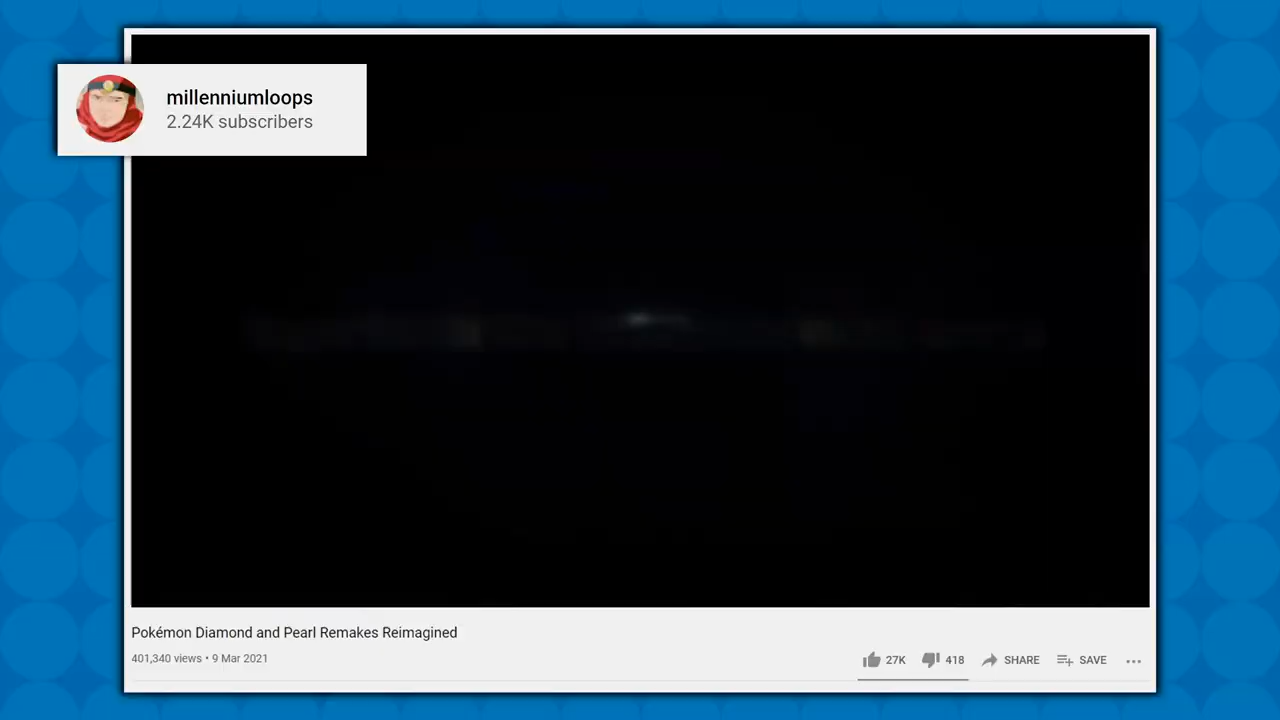 millenniumloops
2.24K subscribers
Pokémon Diamond and Pearl Remakes Reimagined
401,340 views • 9 Mar 2021
27K 418 SHARE SAVE